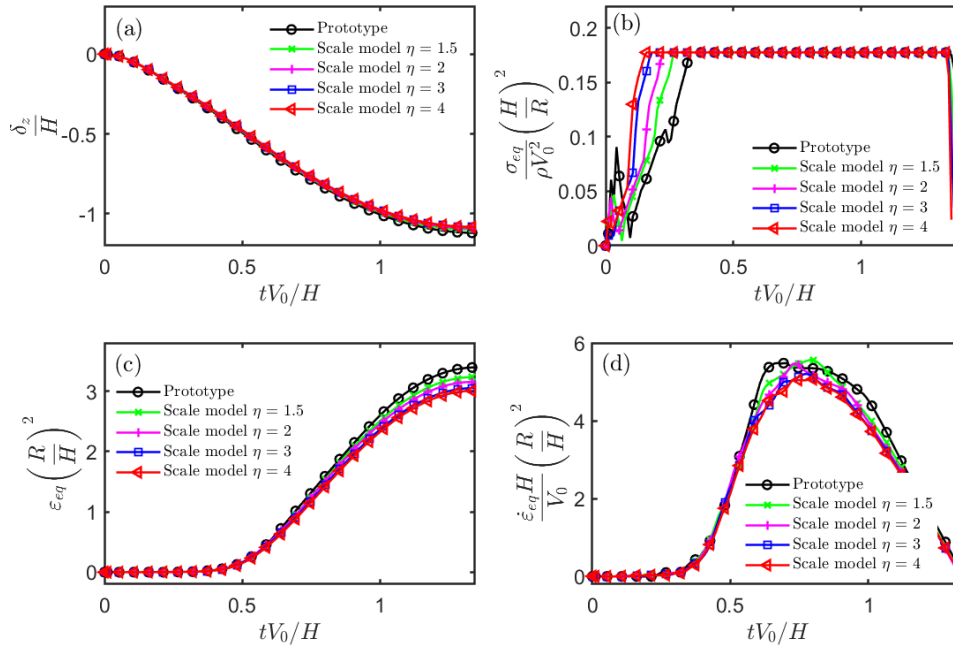 (a)
Prototype
Scale model η = 1.5
Scale model η = 2
Scale model η = 3
Scale model η = 4
δz/H
0
-0.5
-1
0 0.5 1
tV0/H
(b)
Prototype
Scale model η = 1.5
Scale model η = 2
Scale model η = 3
Scale model η = 4
σeq/ρV0² (H/R)²
0.2
0.15
0.1
0.05
0
0 0.5 1
tV0/H
(c)
Prototype
Scale model η = 1.5
Scale model η = 2
Scale model η = 3
Scale model η = 4
εeq (R/H)²
3
2
1
0
0 0.5 1
tV0/H
(d)
Prototype
Scale model η = 1.5
Scale model η = 2
Scale model η = 3
Scale model η = 4
ε̇eqH/V0 (R/H)²
6
4
2
0
0 0.5 1
tV0/H